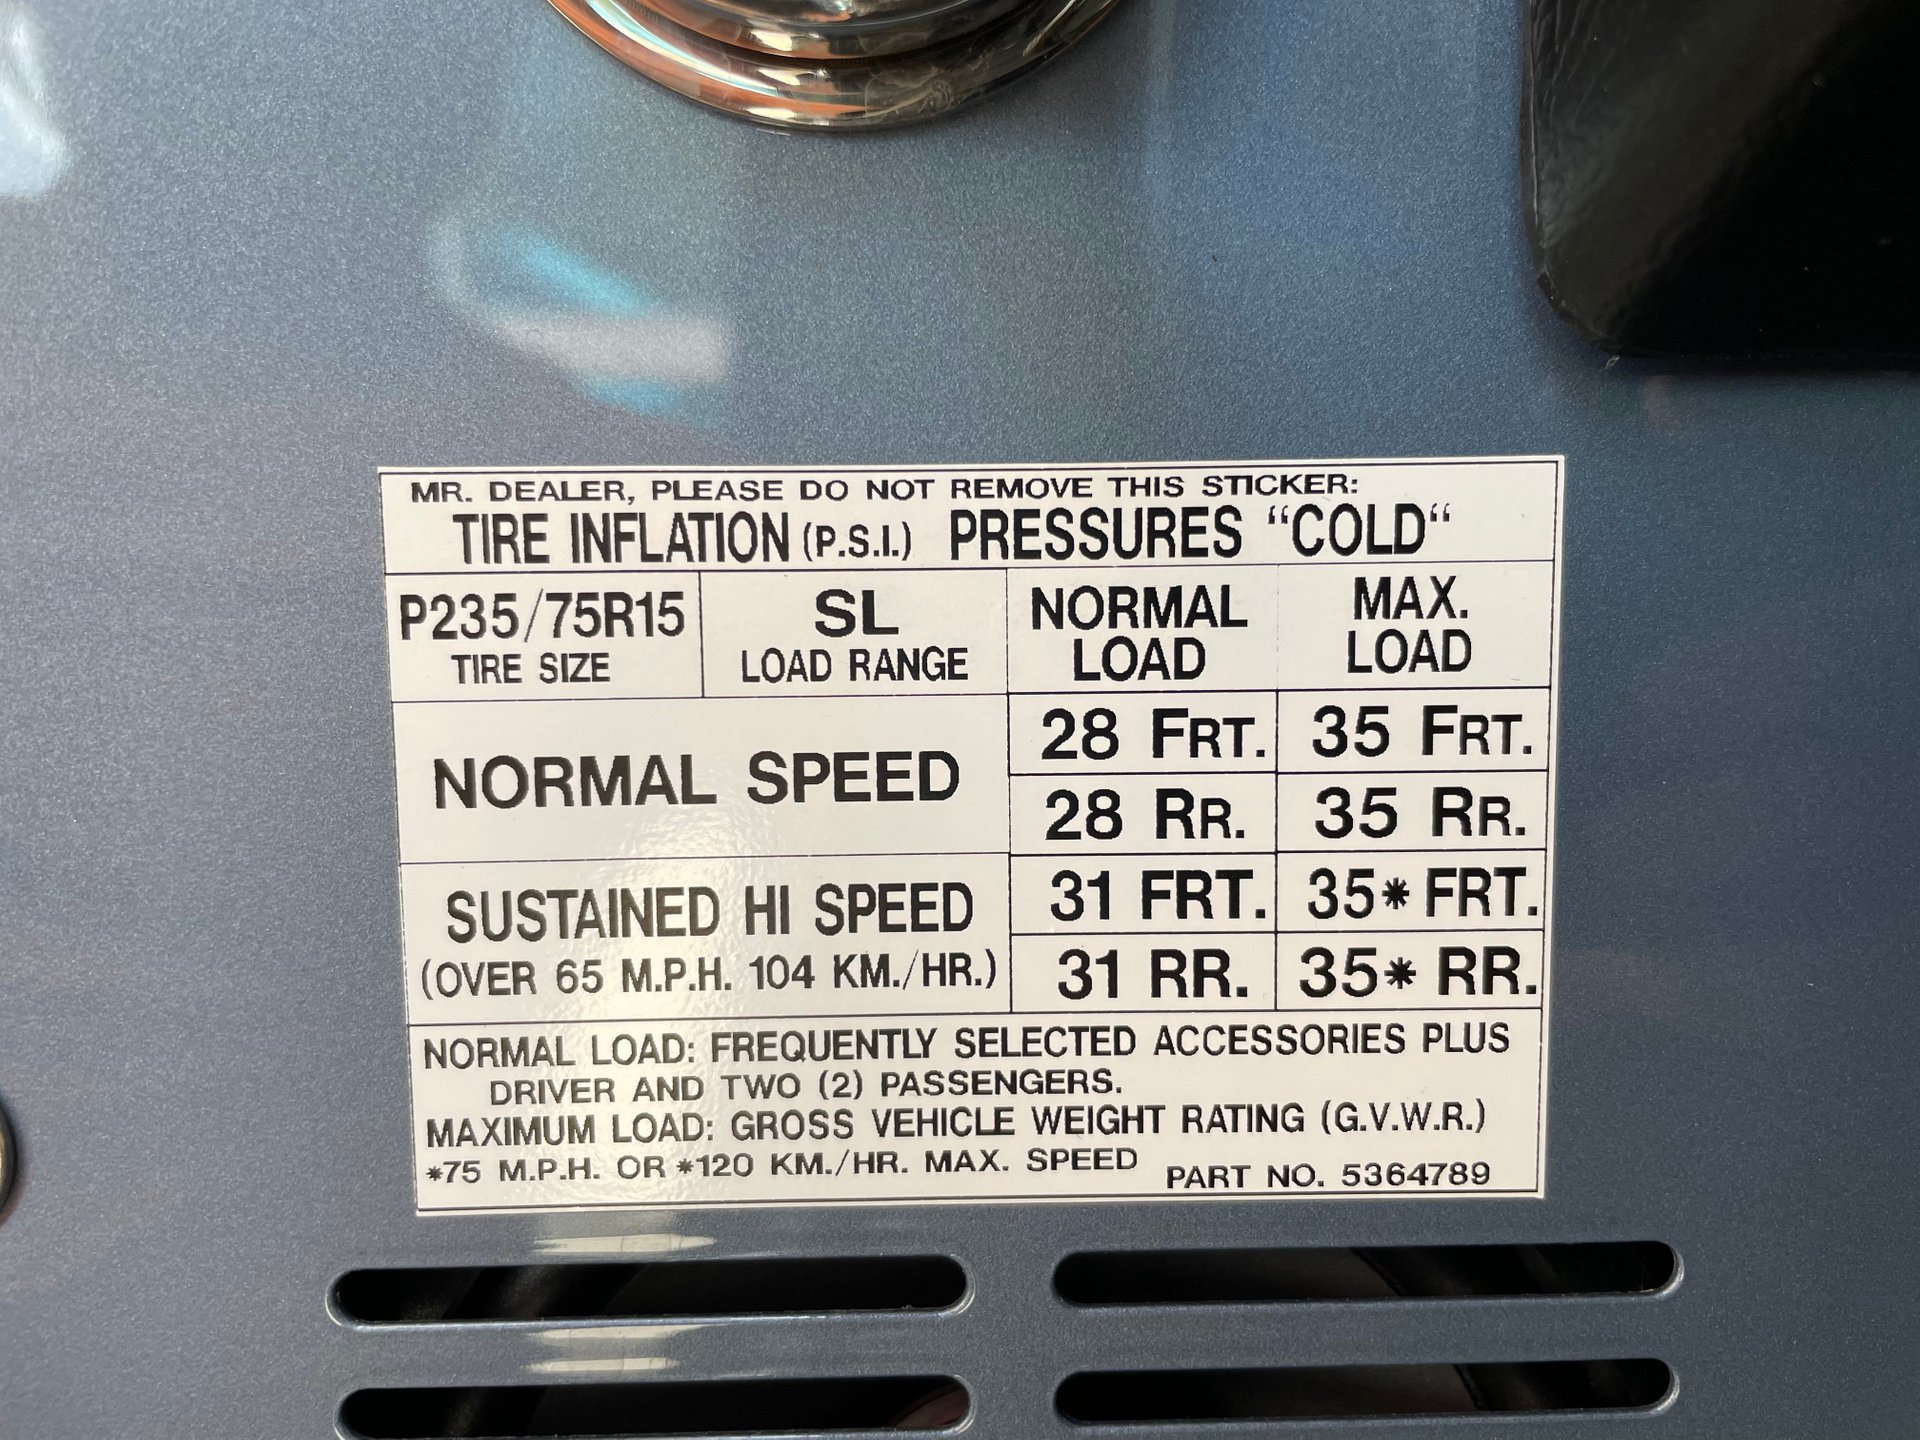 MR. DEALER, PLEASE DO NOT REMOVE THIS STICKER:
TIRE INFLATION (P.S.I.) PRESSURES “COLD“
P235/75R15 TIRE SIZE
SL LOAD RANGE
NORMAL LOAD
MAX. LOAD
NORMAL SPEED
28 FRT. 35 FRT.
28 RR. 35 RR.
SUSTAINED HI SPEED
(OVER 65 M.P.H. 104 KM./HR.)
31 FRT. 35* FRT.
31 RR. 35* RR.
NORMAL LOAD: FREQUENTLY SELECTED ACCESSORIES PLUS
DRIVER AND TWO (2) PASSENGERS.
MAXIMUM LOAD: GROSS VEHICLE WEIGHT RATING (G.V.W.R.)
*75 M.P.H. OR *120 KM./HR. MAX. SPEED PART NO. 5364789